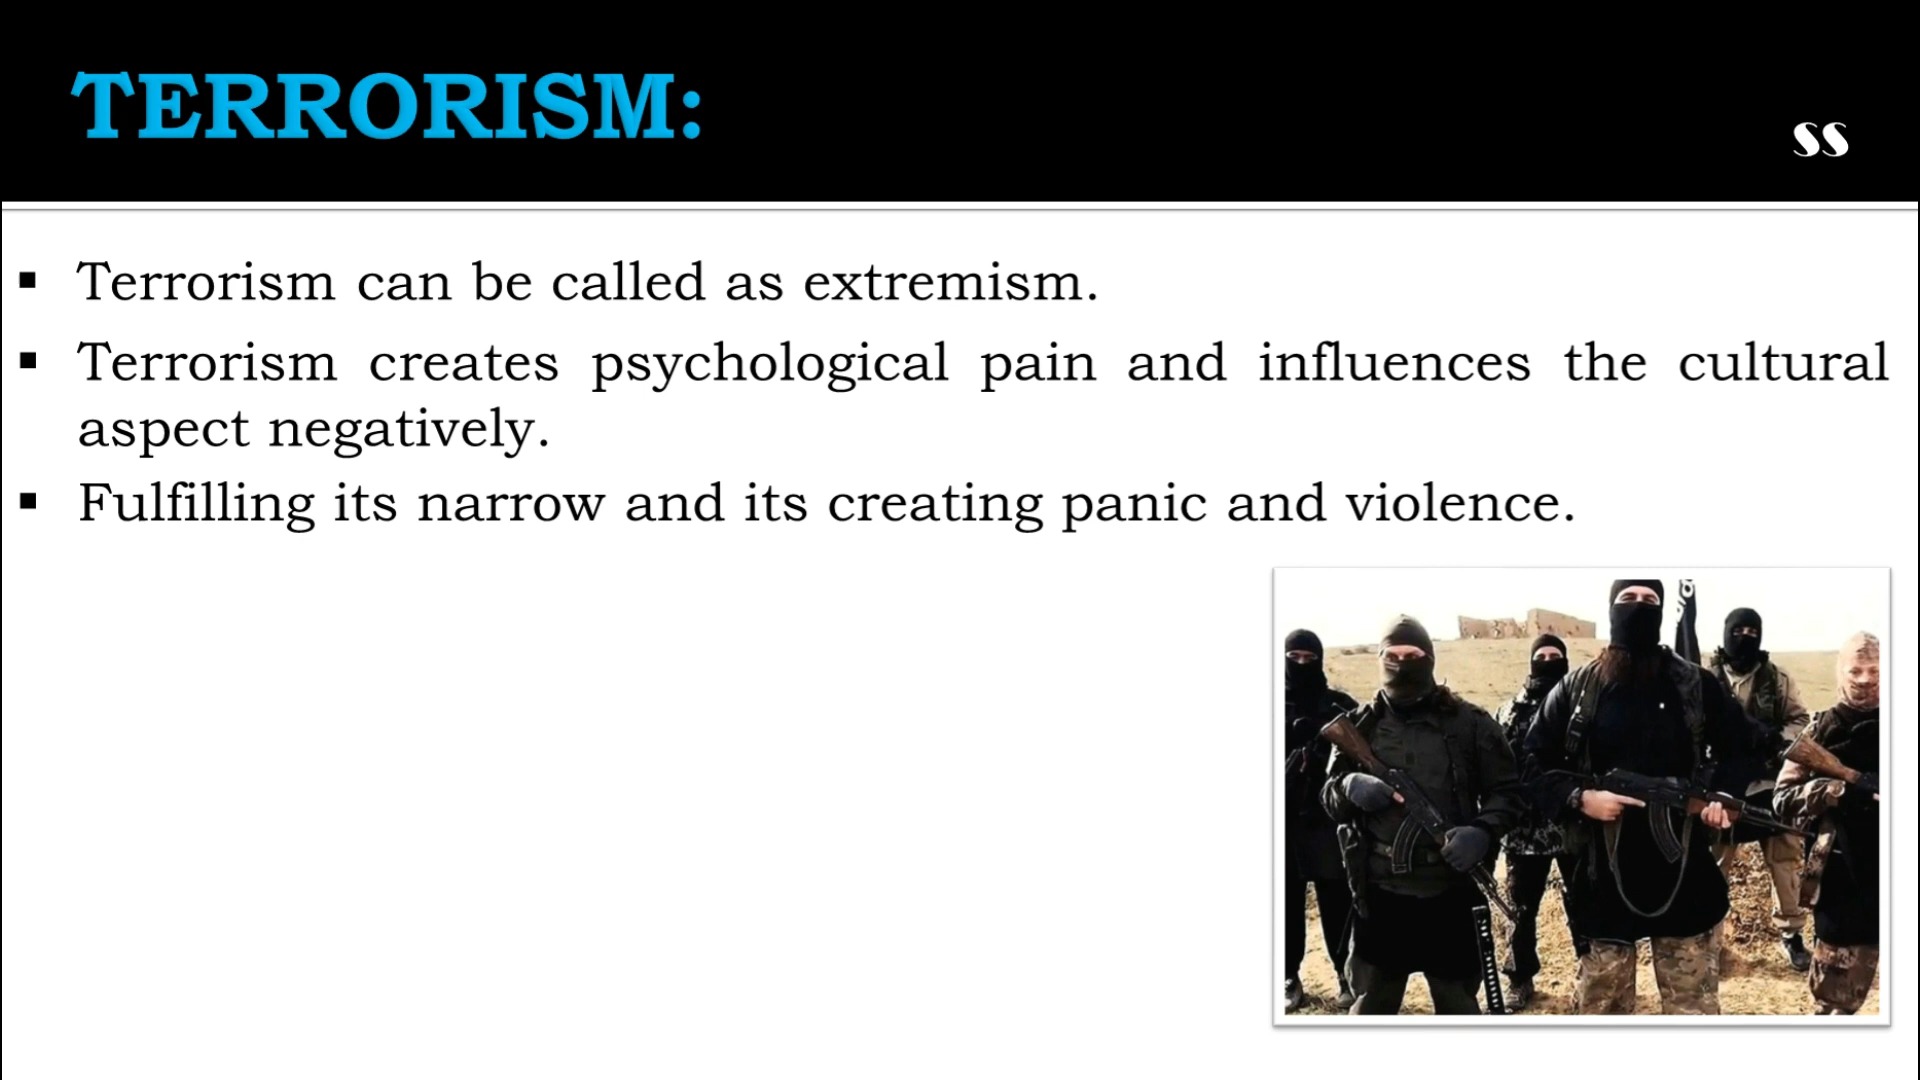 TERRORISM:
SS
▪ Terrorism can be called as extremism.
▪ Terrorism creates psychological pain and influences the cultural
aspect negatively.
▪ Fulfilling its narrow and its creating panic and violence.